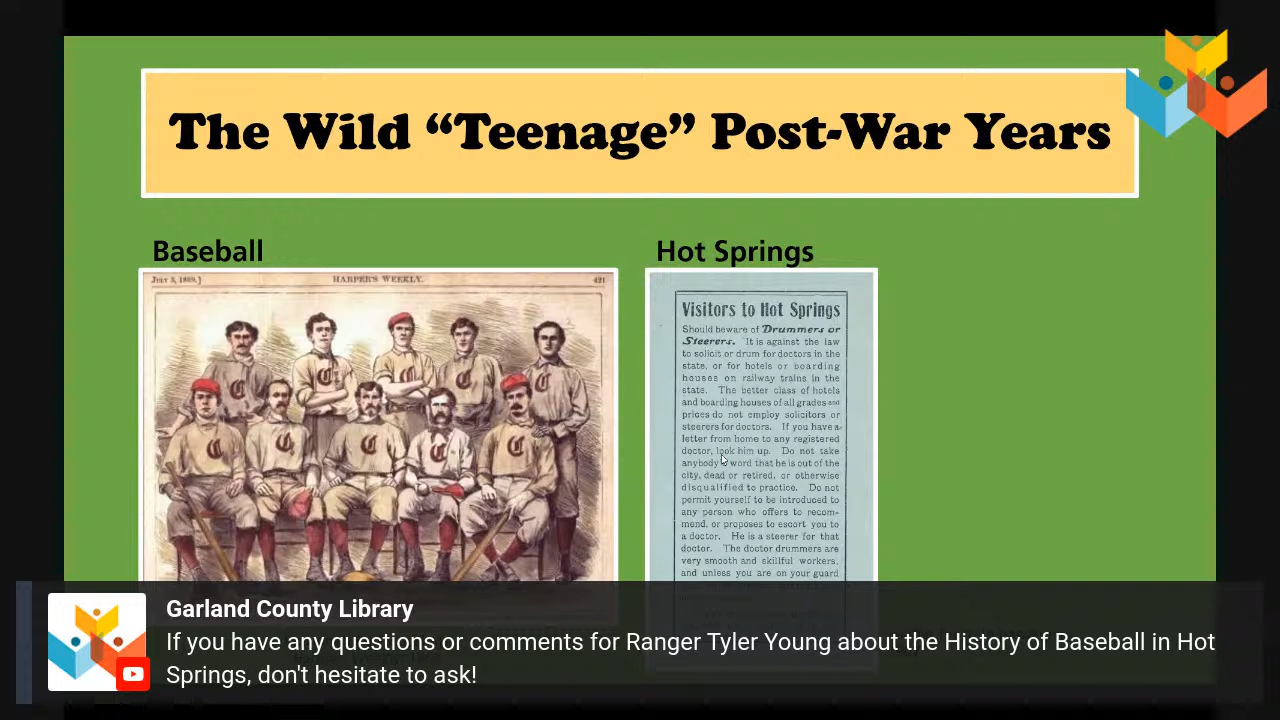 The Wild “Teenage” Post-War Years
Baseball
JULY 3, 1869.]
HARPER'S WEEKLY.
421
C
C
C
C
C
C
C
C
C
Hot Springs
Visitors to Hot Springs
Should beware of Drummers or
Steerers. It is against the law
to solicit or drum for doctors in the
state, or for hotels or boarding
houses on railway trains in the
state. The better class of hotels
and boarding houses of all grades and
prices do not employ solicitors or
steerers for doctors. If you have a
letter from home to any registered
doctor, look him up. Do not take
anybody's word that he is out of the
city, dead or retired, or otherwise
disqualified to practice. Do not
permit yourself to be introduced to
any person who offers to recom-
mend, or proposes to escort you to
a doctor. He is a steerer for that
doctor. The doctor drummers are
very smooth and skillful workers,
and unless you are on your guard
Garland County Library
If you have any questions or comments for Ranger Tyler Young about the History of Baseball in Hot
Springs, don't hesitate to ask!